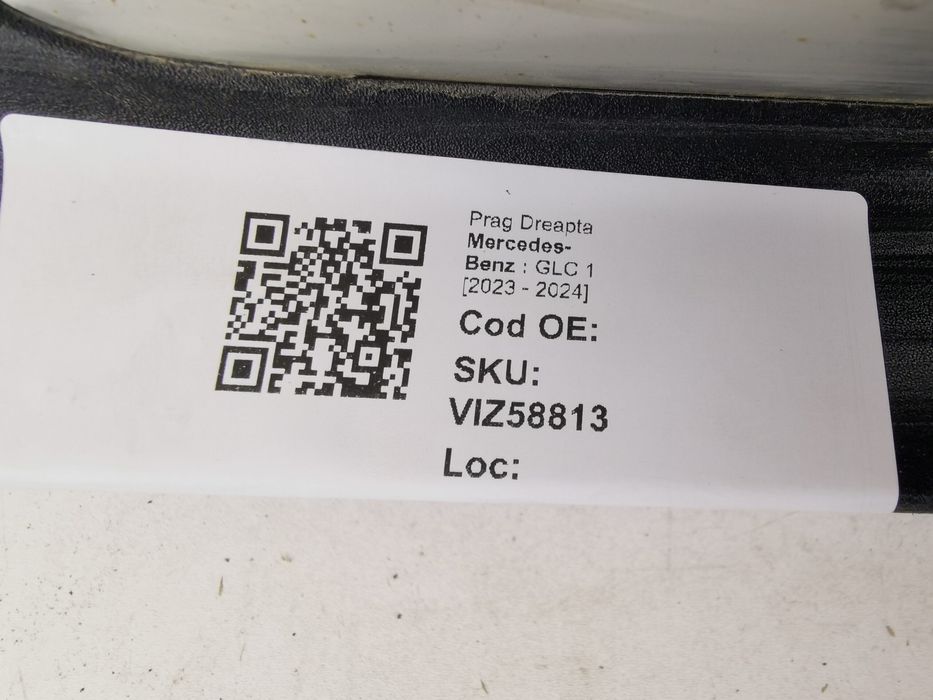 Prag Dreapta
Mercedes-
Benz : GLC 1
[2023 - 2024]
Cod OE:
SKU:
VIZ58813
Loc: